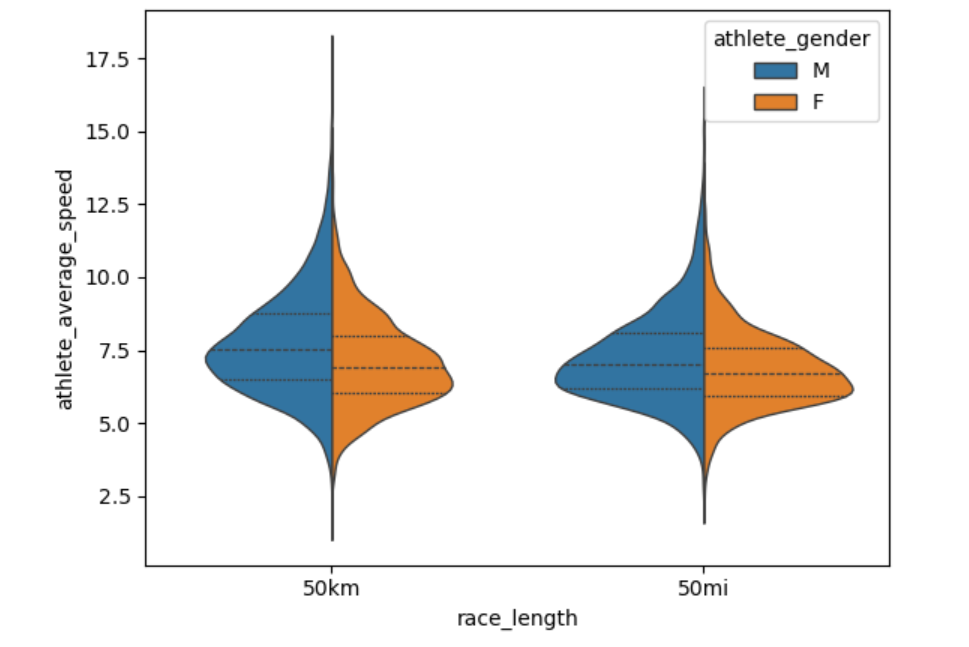 athlete_gender
M
F
17.5
15.0
12.5
10.0
7.5
5.0
2.5
athlete_average_speed
50km
50mi
race_length